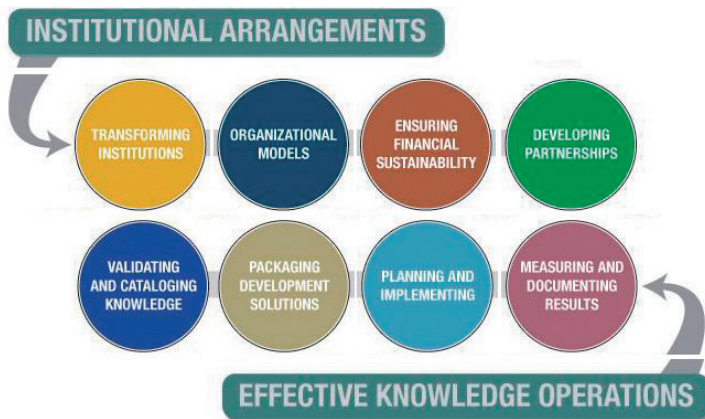 INSTITUTIONAL ARRANGEMENTS
TRANSFORMING
INSTITUTIONS
ORGANIZATIONAL
MODELS
ENSURING
FINANCIAL
SUSTAINABILITY
DEVELOPING
PARTNERSHIPS
VALIDATING
AND CATALOGING
KNOWLEDGE
PACKAGING
DEVELOPMENT
SOLUTIONS
PLANNING AND
IMPLEMENTING
MEASURING AND
DOCUMENTING
RESULTS
EFFECTIVE KNOWLEDGE OPERATIONS